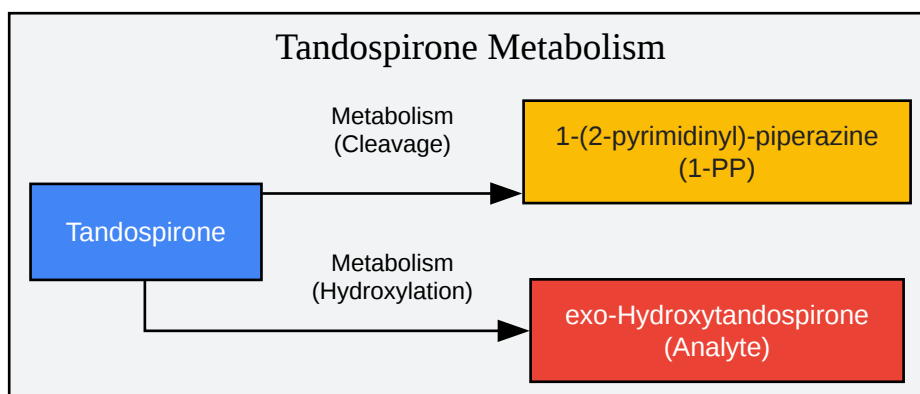 Tandospirone Metabolism
Metabolism
(Cleavage)
1-(2-pyrimidinyl)-piperazine
(1-PP)
Tandospirone
Metabolism
(Hydroxylation)
exo-Hydroxytandospirone
(Analyte)